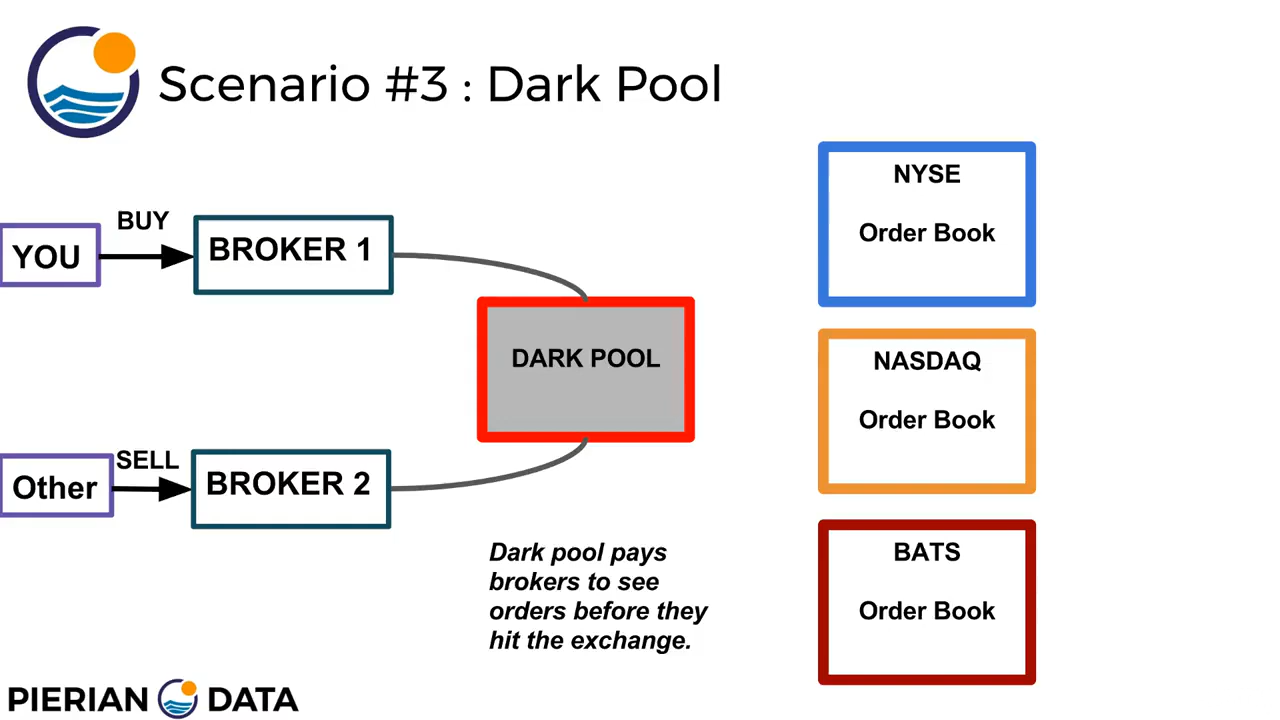 Scenario #3 : Dark Pool
BUY
YOU
BROKER 1
DARK POOL
SELL
Other
BROKER 2
Dark pool pays
brokers to see
orders before they
hit the exchange.
NYSE
Order Book
NASDAQ
Order Book
BATS
Order Book
PIERIAN DATA